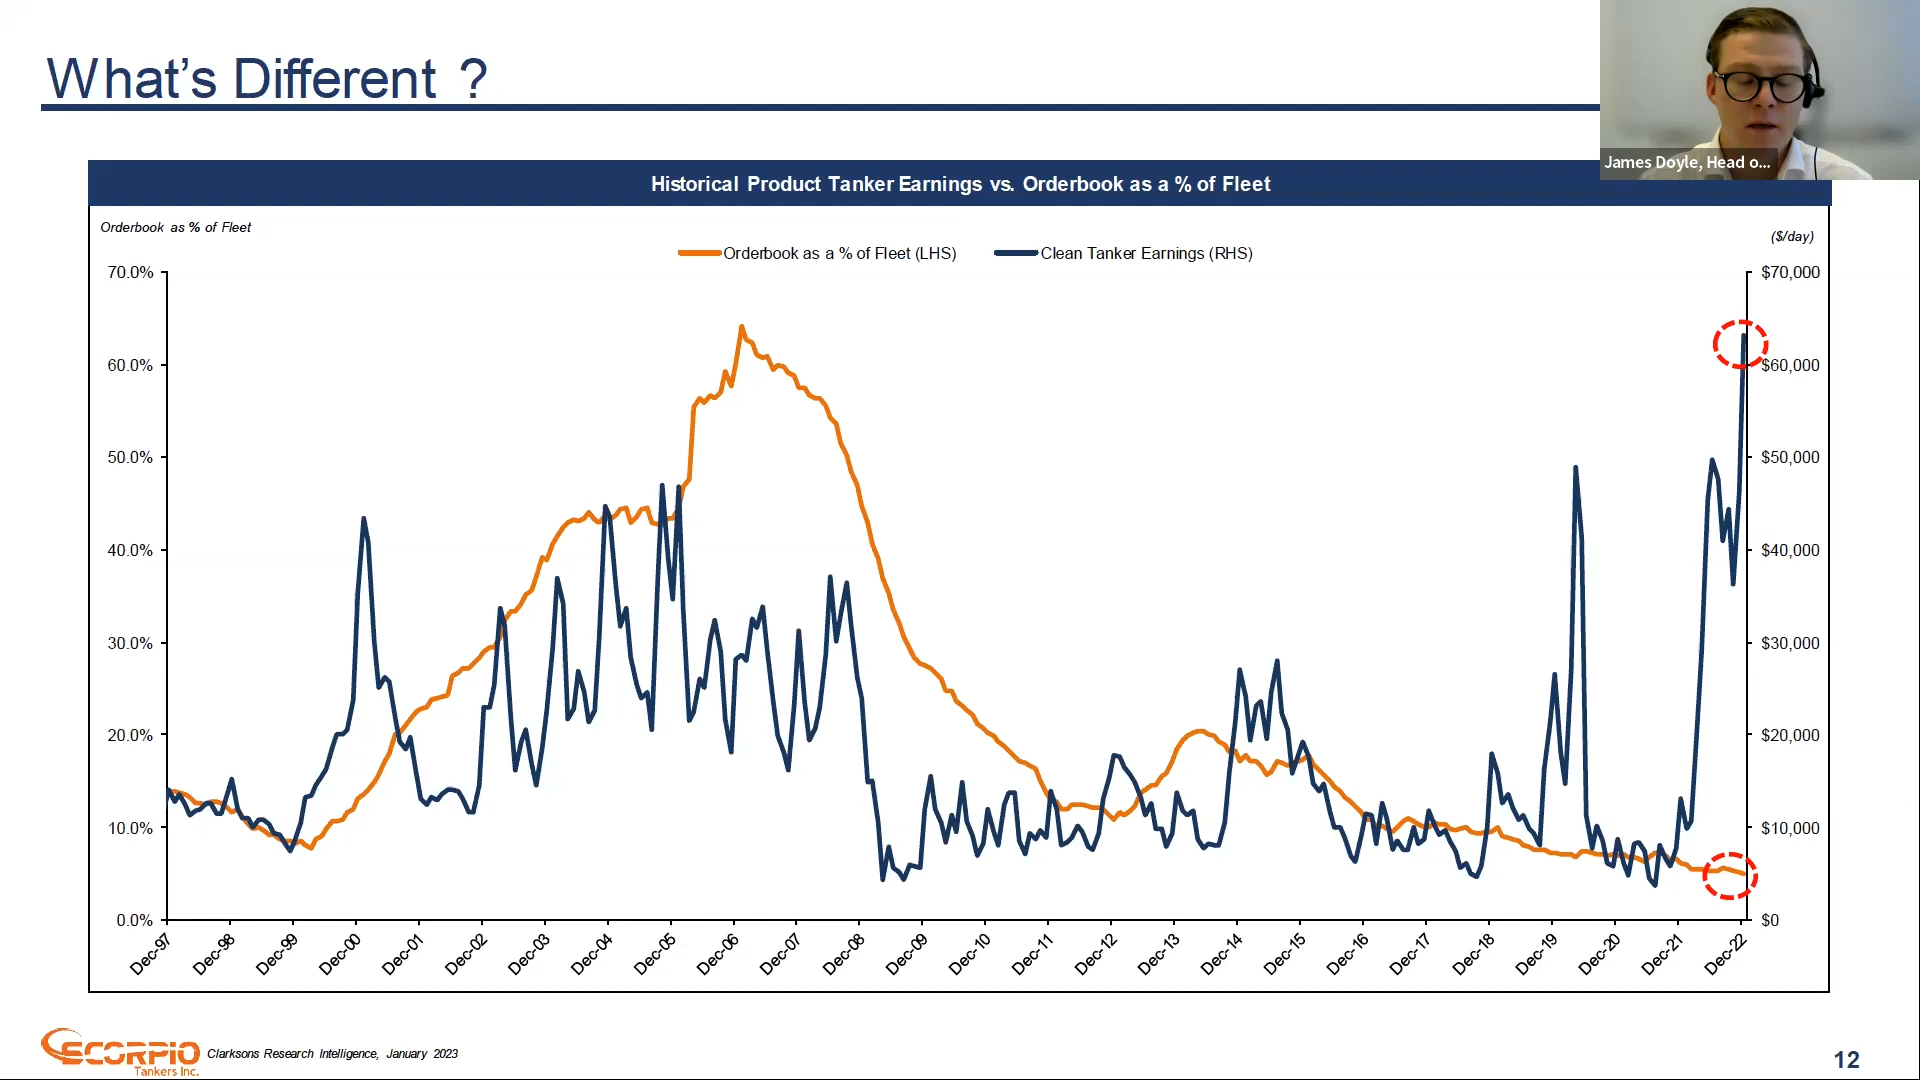 What's Different ?
James Doyle, Head o...
Historical Product Tanker Earnings vs. Orderbook as a % of Fleet
Orderbook as % of Fleet
($/day)
Orderbook as a % of Fleet (LHS)
Clean Tanker Earnings (RHS)
70.0%
60.0%
50.0%
40.0%
30.0%
20.0%
10.0%
0.0%
$70,000
$60,000
$50,000
$40,000
$30,000
$20,000
$10,000
$0
Dec-97
Dec-98
Dec-99
Dec-00
Dec-01
Dec-02
Dec-03
Dec-04
Dec-05
Dec-06
Dec-07
Dec-08
Dec-09
Dec-10
Dec-11
Dec-12
Dec-13
Dec-14
Dec-15
Dec-16
Dec-17
Dec-18
Dec-19
Dec-20
Dec-21
Dec-22
SCORPIO
Tankers Inc.
Clarksons Research Intelligence, January 2023
12